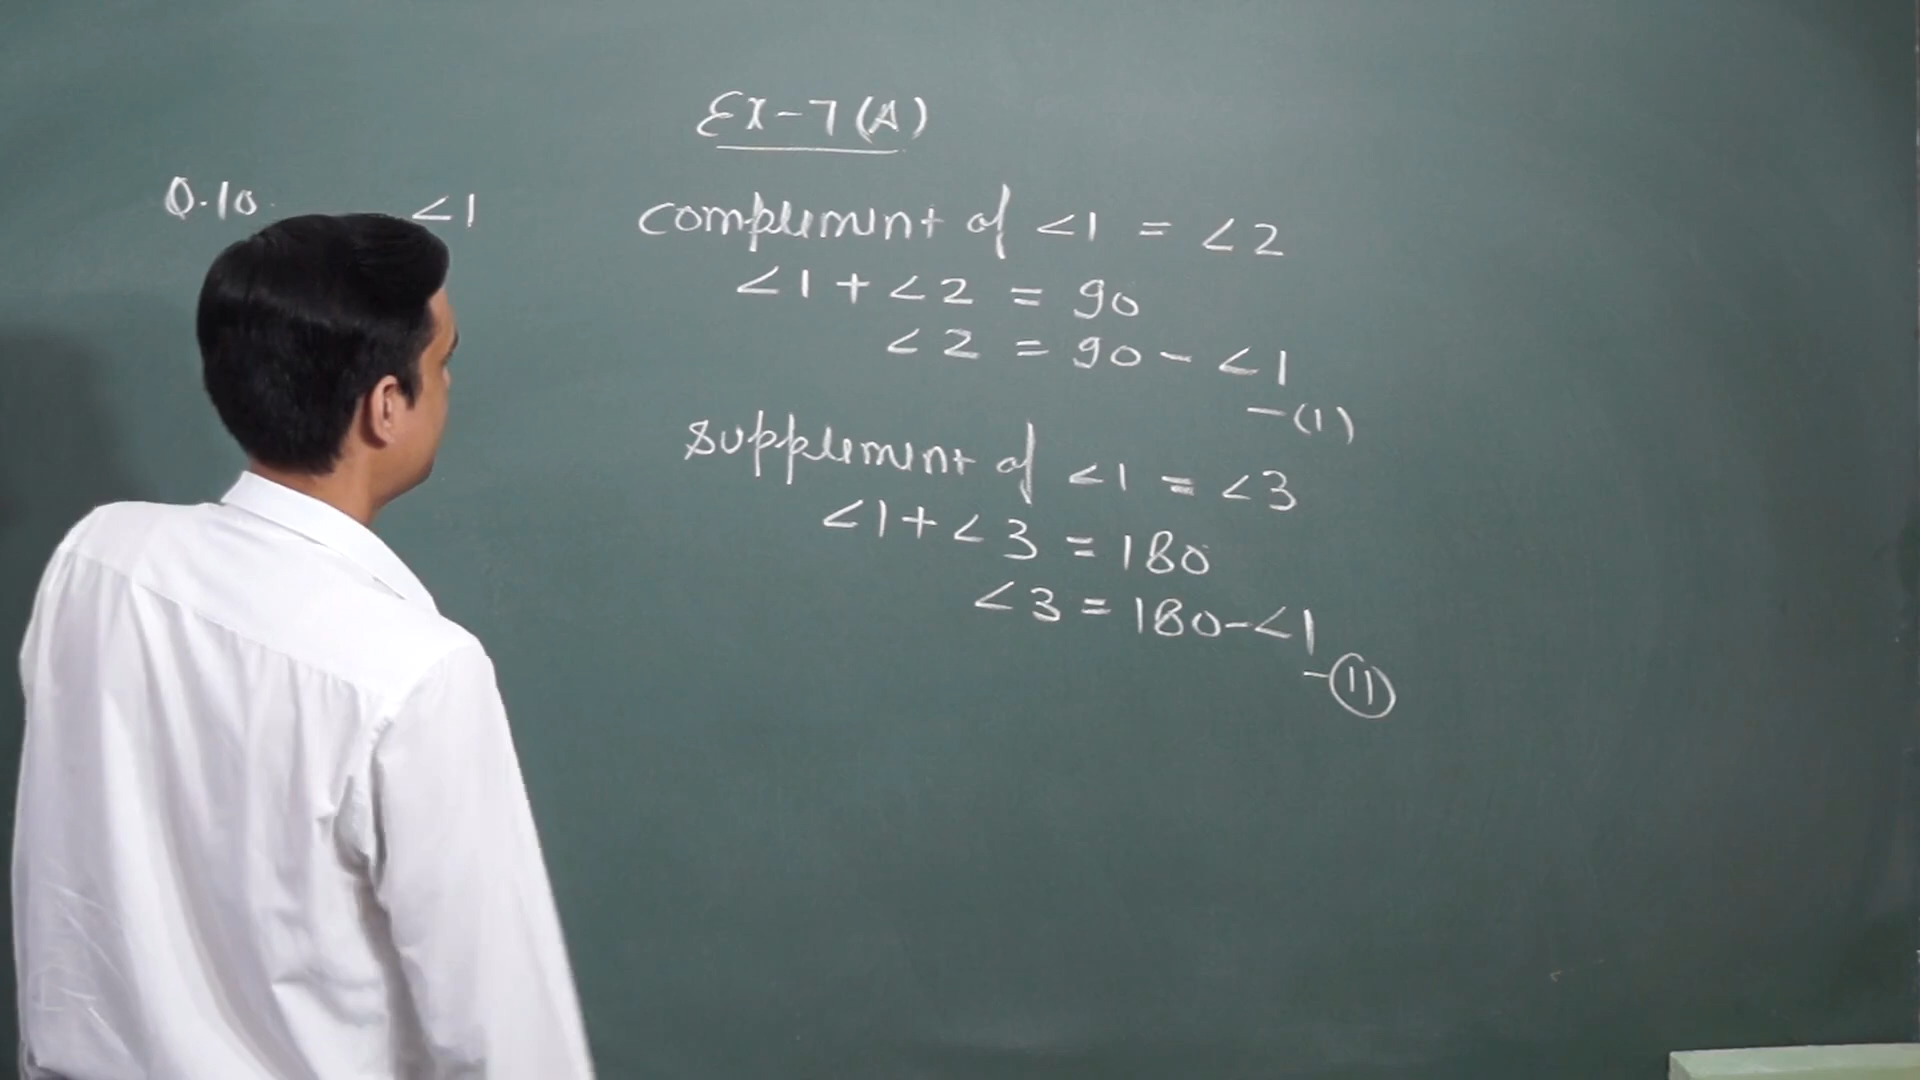 Ex-7(A)
Q.10. ∠1
complement of ∠1 = ∠2
∠1 + ∠2 = 90
∠2 = 90 - ∠1
-(1)
supplement of ∠1 = ∠3
∠1 + ∠3 = 180
∠3 = 180 - ∠1
-(11)